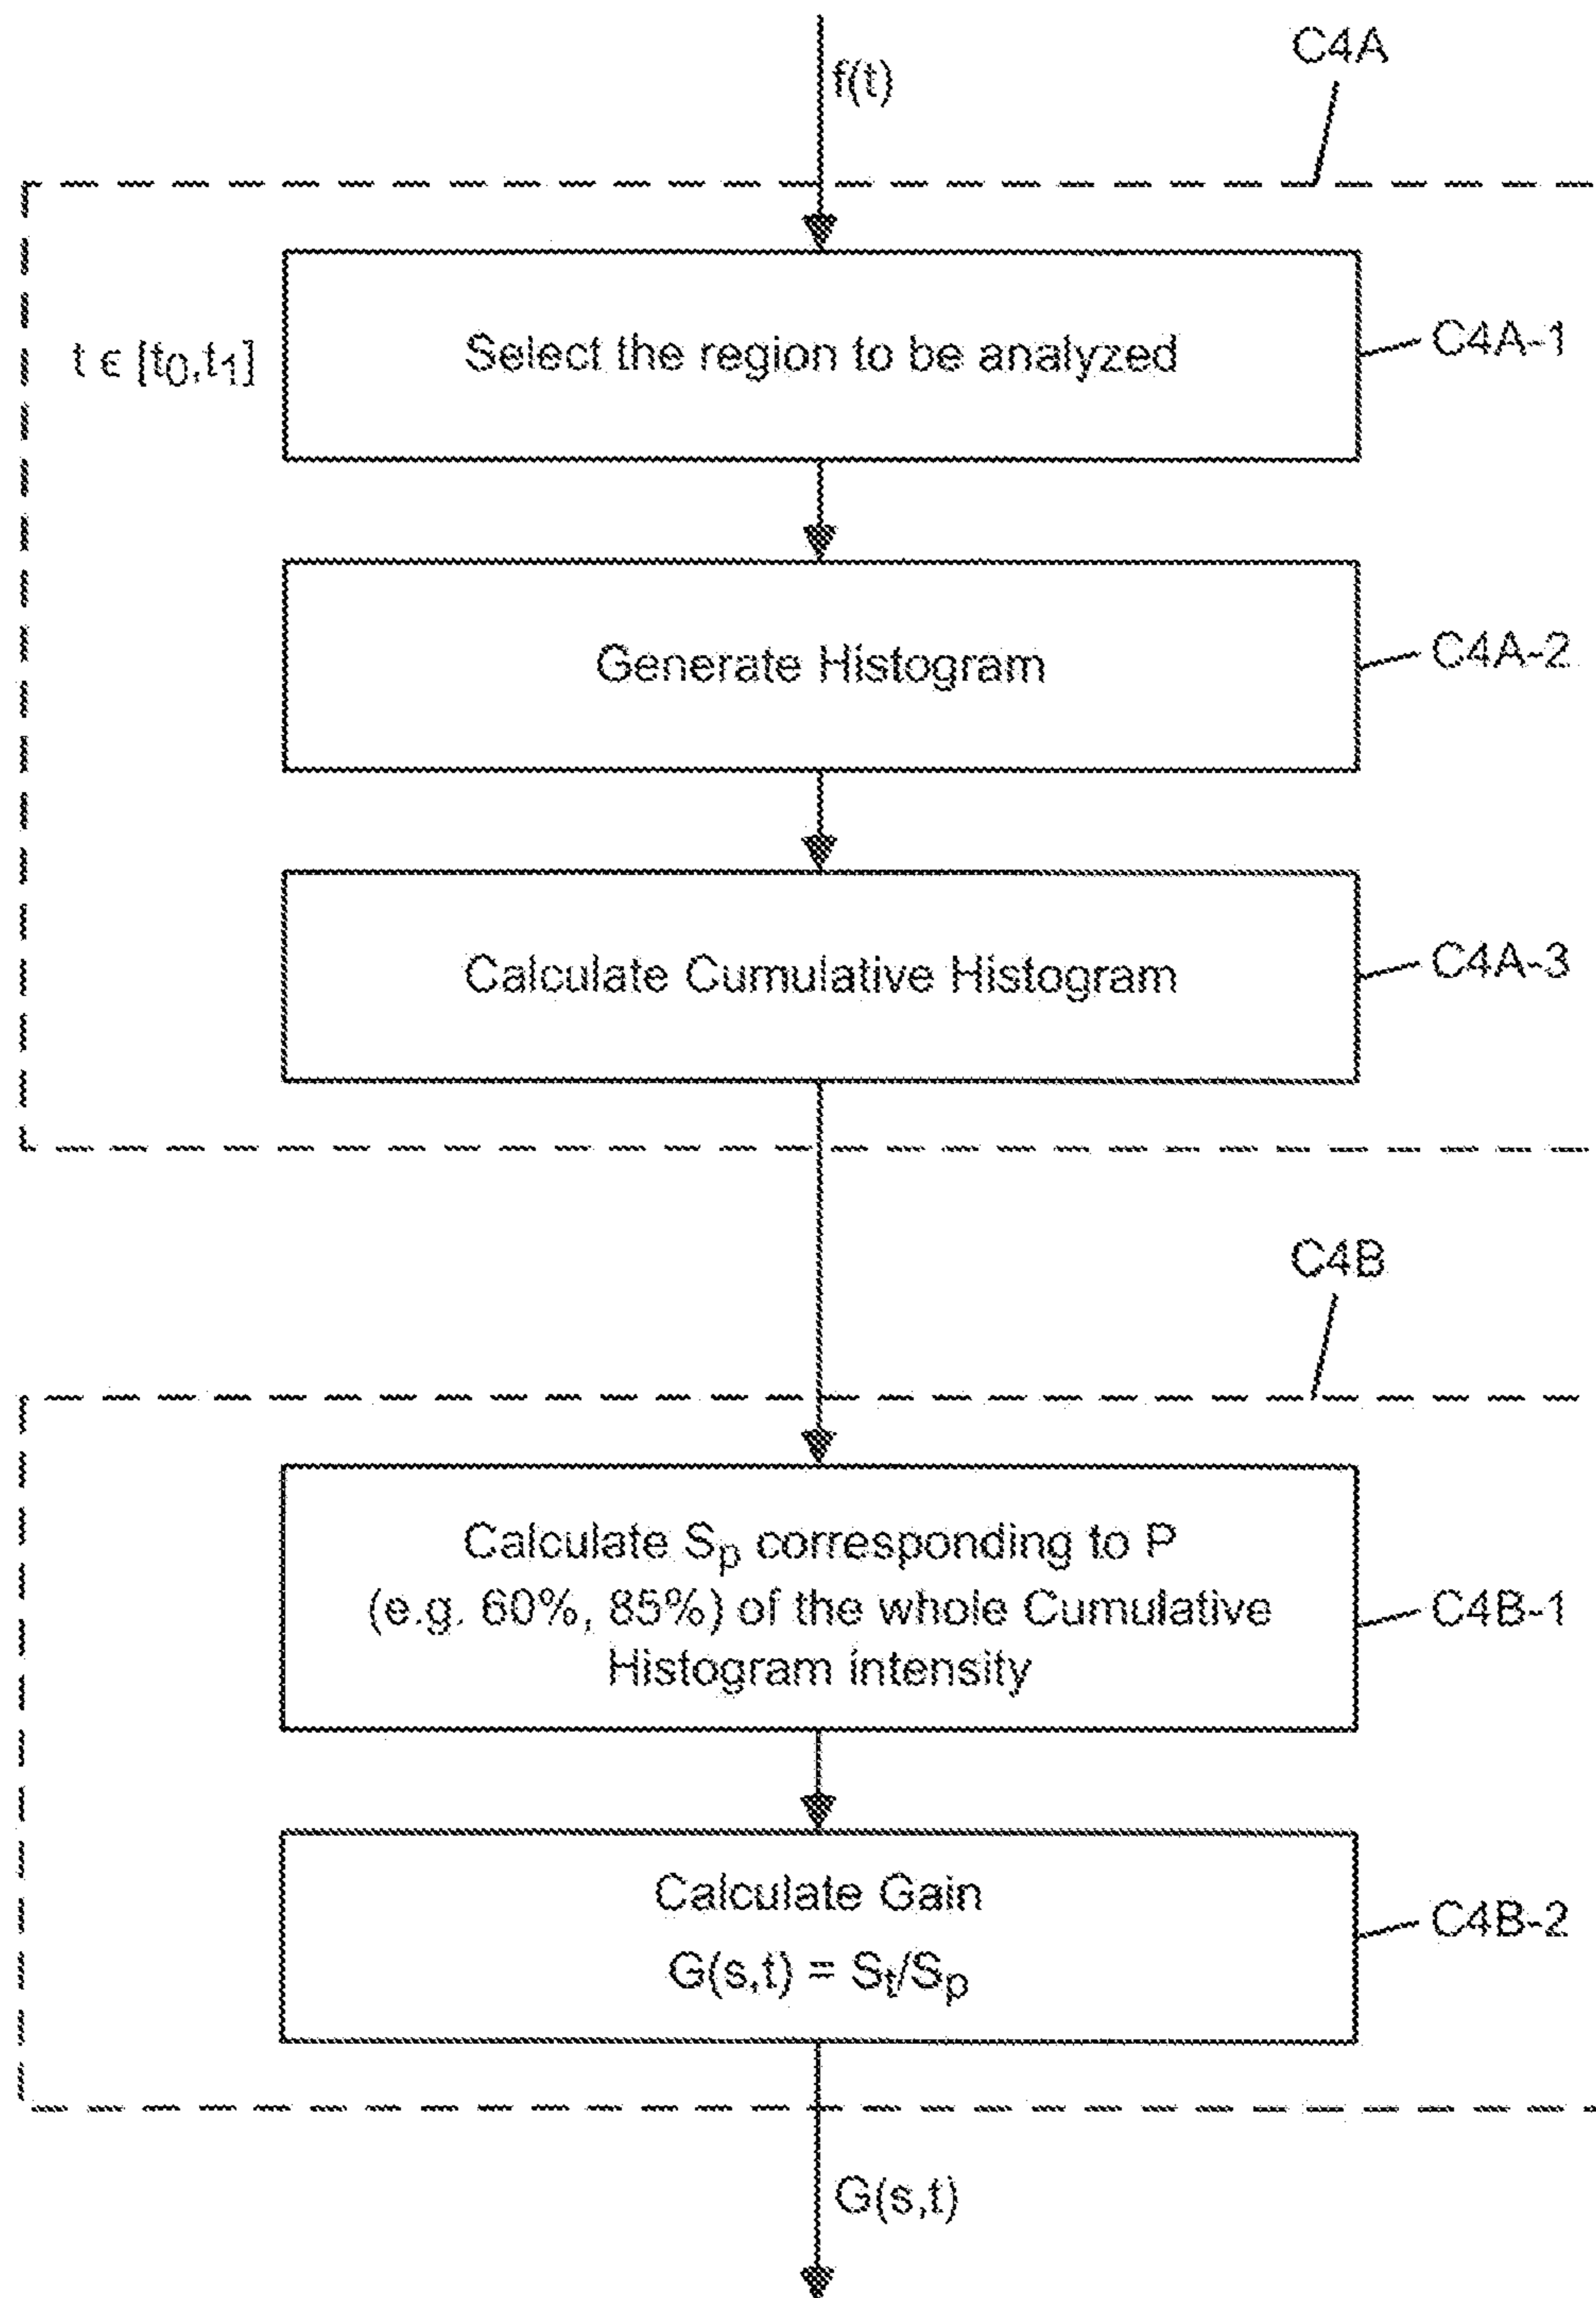 f(t)
C4A
t ϵ [t0,t1]
Select the region to be analyzed
C4A-1
Generate Histogram
C4A-2
Calculate Cumulative Histogram
C4A-3
C4B
Calculate Sp corresponding to P
(e.g. 60%, 85%) of the whole Cumulative
Histogram intensity
C4B-1
Calculate Gain
G(s,t) = St/Sp
C4B-2
G(s,t)